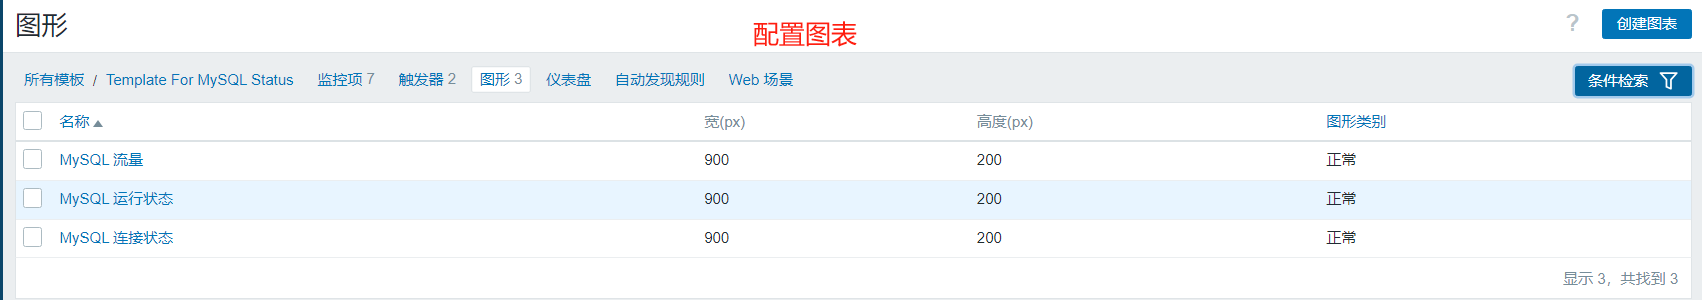 图形
配置图表
?
创建图表
所有模板 / Template For MySQL Status 监控项 7 触发器 2 图形 3 仪表盘 自动发现规则 Web 场景
条件检索
名称 宽(px) 高度(px) 图形类别
MySQL 流量 900 200 正常
MySQL 运行状态 900 200 正常
MySQL 连接状态 900 200 正常
显示 3，共找到 3